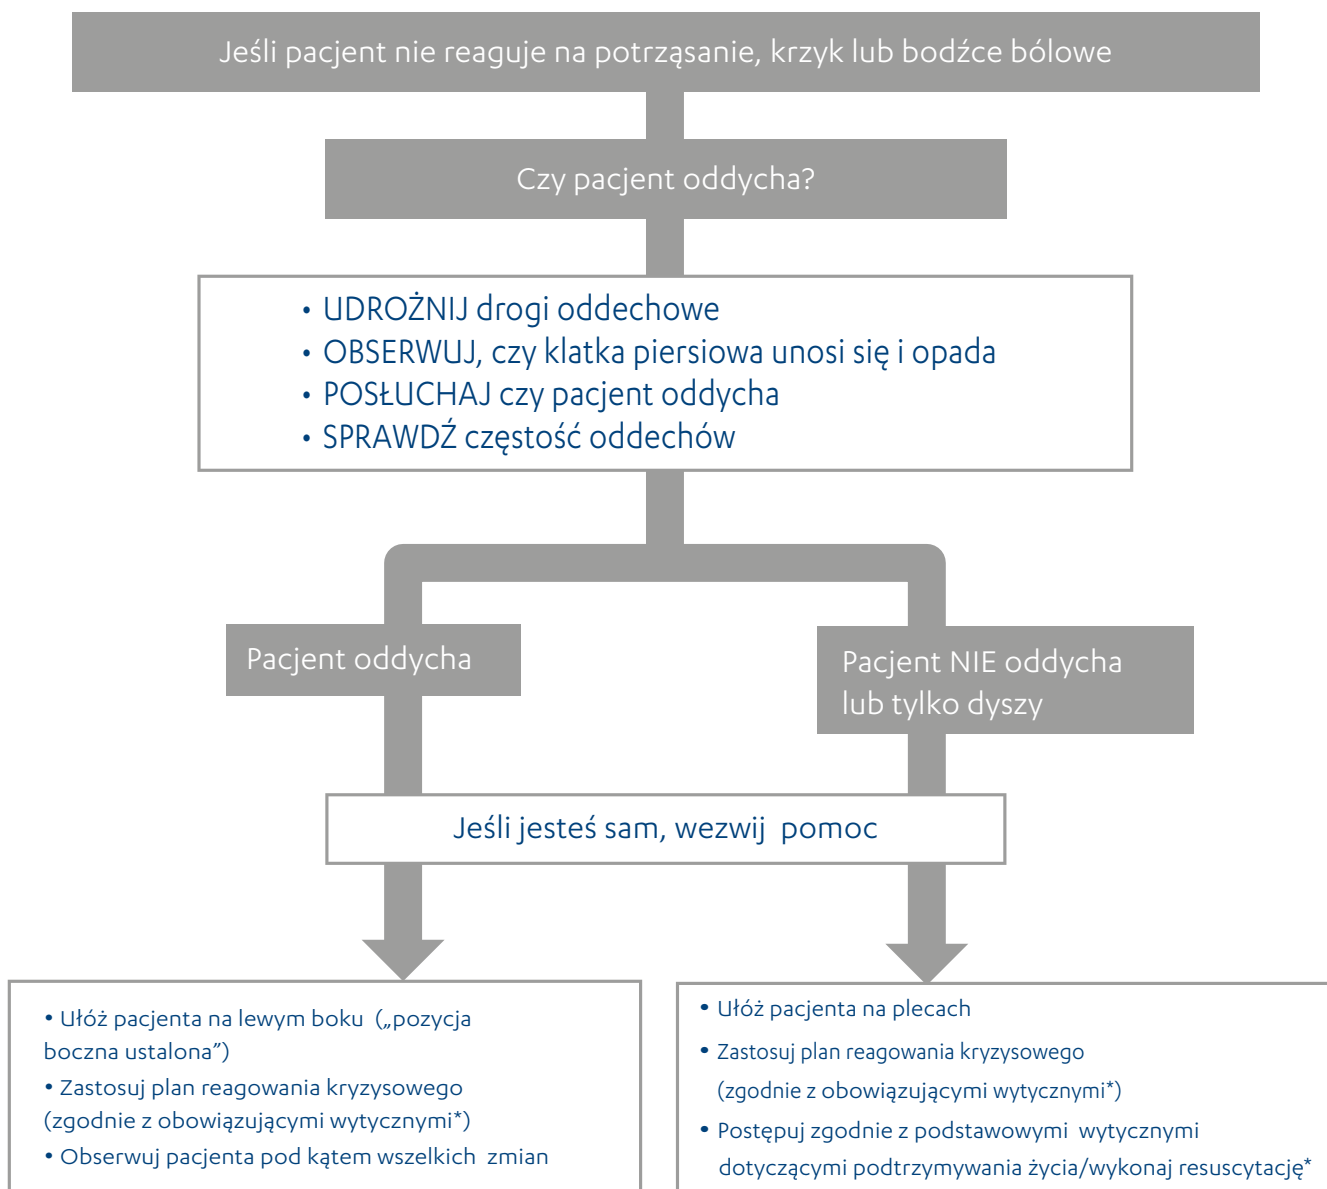 Jeśli pacjent nie reaguje na potrząsanie, krzyk lub bodźce bólowe
Czy pacjent oddycha?
• UDROŻNIJ drogi oddechowe
• OBSERWUJ, czy klatka piersiowa unosi się i opada
• POSŁUCHAJ czy pacjent oddycha
• SPRAWDŹ częstość oddechów
Pacjent oddycha
Pacjent NIE oddycha
lub tylko dyszy
Jeśli jesteś sam, wezwij pomoc
• Ułóż pacjenta na lewym boku („pozycja
boczna ustalona”)
• Zastosuj plan reagowania kryzysowego
(zgodnie z obowiązującymi wytycznymi*)
• Obserwuj pacjenta pod kątem wszelkich zmian
• Ułóż pacjenta na plecach
• Zastosuj plan reagowania kryzysowego
(zgodnie z obowiązującymi wytycznymi*)
• Postępuj zgodnie z podstawowymi wytycznymi
dotyczącymi podtrzymywania życia/wykonaj resuscytację*